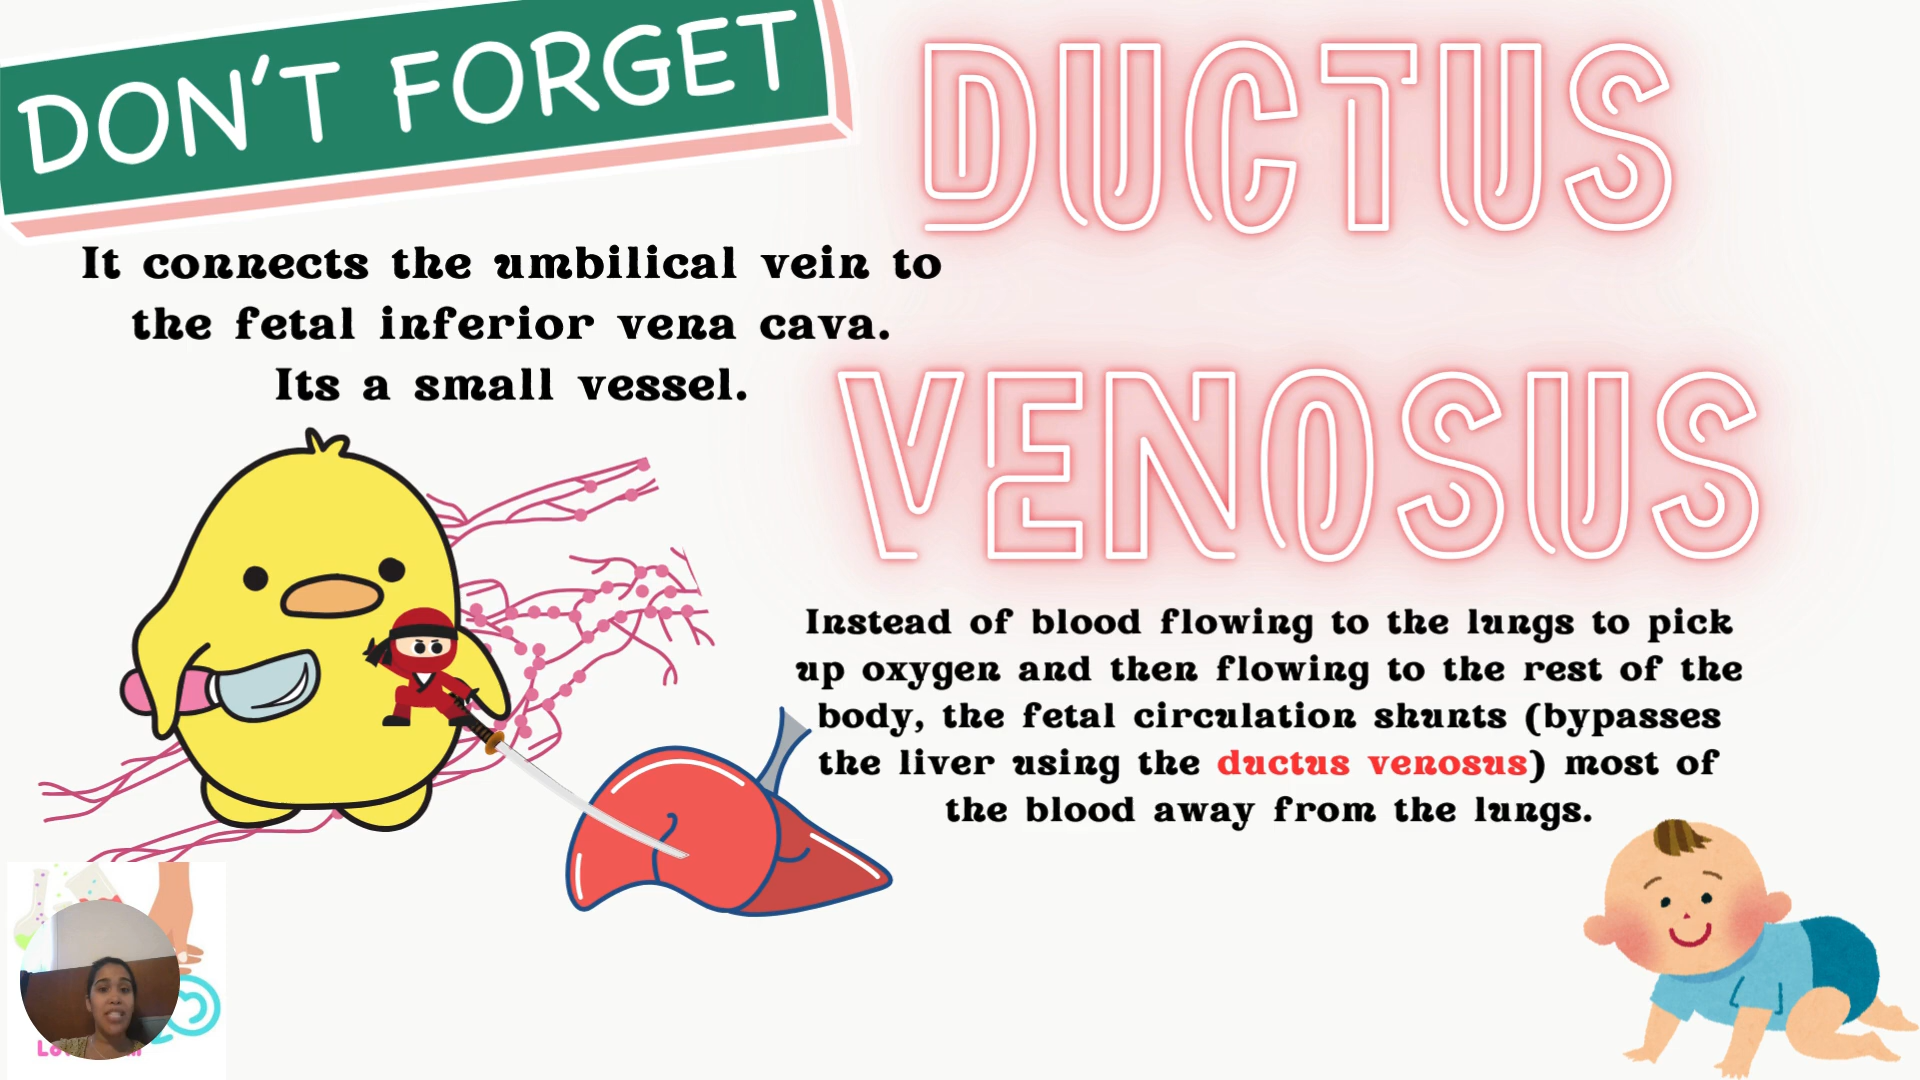 DON'T FORGET
DUCTUS
VENOSUS
It connects the umbilical vein to
the fetal inferior vena cava.
Its a small vessel.
Instead of blood flowing to the lungs to pick
up oxygen and then flowing to the rest of the
body, the fetal circulation shunts (bypasses
the liver using the ductus venosus) most of
the blood away from the lungs.